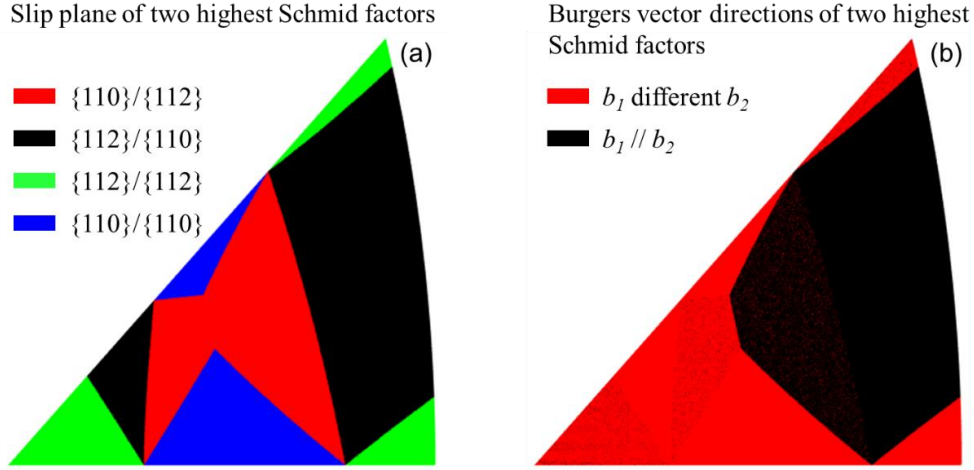 Slip plane of two highest Schmid factors
(a)
{110}/{112}
{112}/{110}
{112}/{112}
{110}/{110}
Burgers vector directions of two highest
Schmid factors
(b)
b1 different b2
b1 // b2